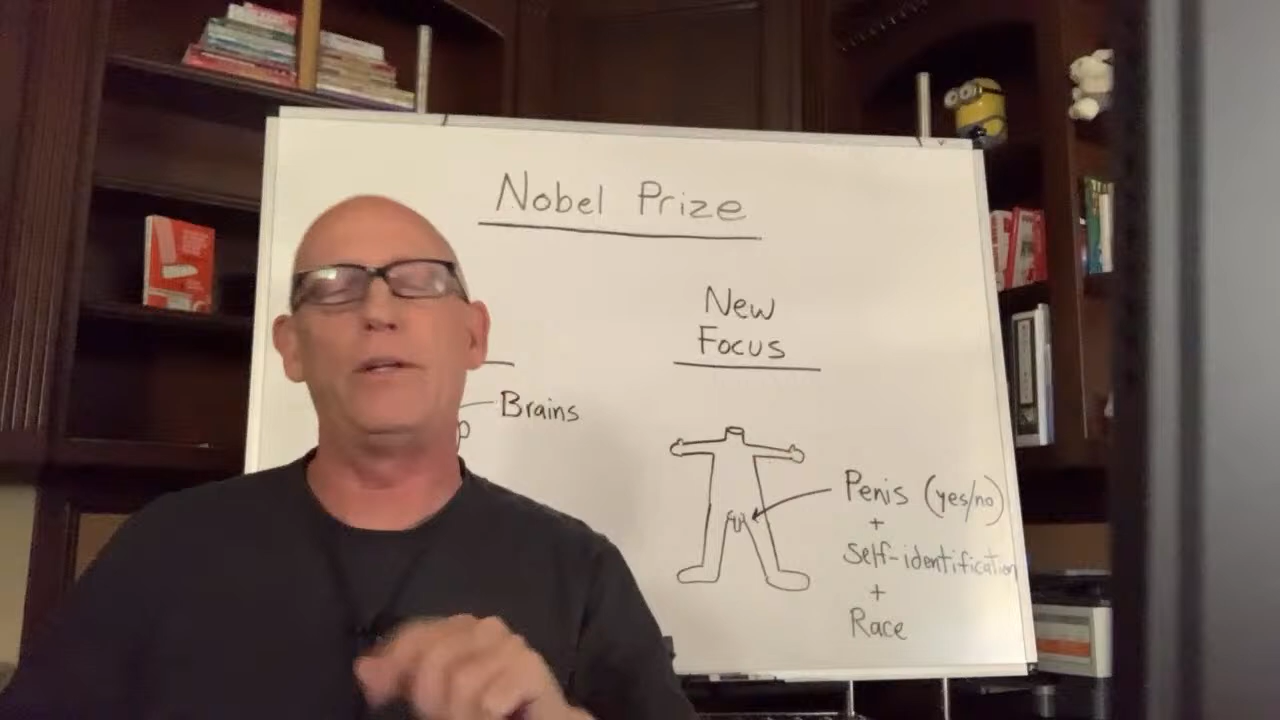 Nobel Prize
New
Focus
Brains
Penis (yes/no)
+
Self-identification
+
Race